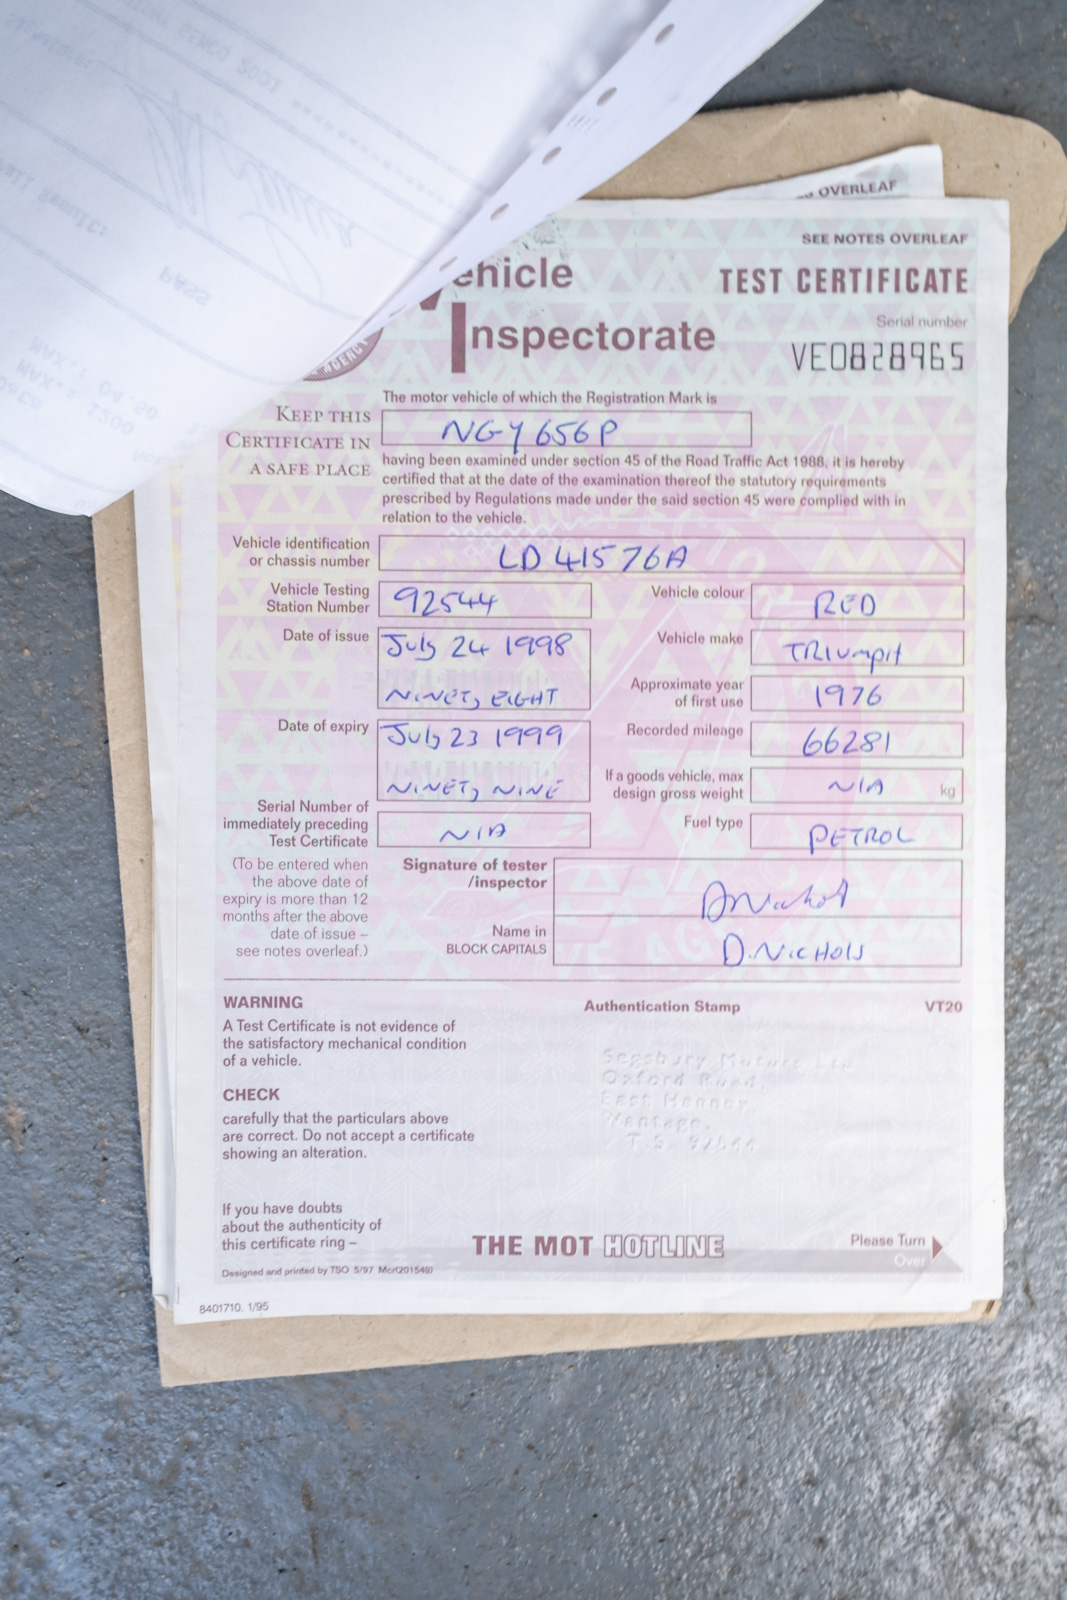 OVERLEAF
SEE NOTES OVERLEAF
Vehicle
Inspectorate
TEST CERTIFICATE
Serial number
VE0828965
The motor vehicle of which the Registration Mark is
KEEP THIS
CERTIFICATE IN
A SAFE PLACE
NGY 656P
having been examined under section 45 of the Road Traffic Act 1988, it is hereby
certified that at the date of the examination thereof the statutory requirements
prescribed by Regulations made under the said section 45 were complied with in
relation to the vehicle.
Vehicle identification
or chassis number
LD 41576A
Vehicle Testing
Station Number
92544
Vehicle colour
RED
Date of issue
July 24 1998
NINETy EIGHT
Vehicle make
TRIUMPH
Approximate year
of first use
1976
Date of expiry
July 23 1999
NINETy NINE
Recorded mileage
66281
If a goods vehicle, max
design gross weight
N/A
kg
Serial Number of
immediately preceding
Test Certificate
N/A
Fuel type
PETROL
(To be entered when
the above date of
expiry is more than 12
months after the above
date of issue –
see notes overleaf.)
Signature of tester
/inspector
DNichols
Name in
BLOCK CAPITALS
D. NICHOLS
WARNING
A Test Certificate is not evidence of
the satisfactory mechanical condition
of a vehicle.
CHECK
carefully that the particulars above
are correct. Do not accept a certificate
showing an alteration.
Authentication Stamp
VT20
Segsbury Motors Ltd
Oxford Road,
East Hanney,
Wantage.
T.S. 92544
If you have doubts
about the authenticity of
this certificate ring –
THE MOT HOTLINE
Please Turn
Over
Designed and printed by TSO 5/97 Mcrt201549)
8401710. 1/95